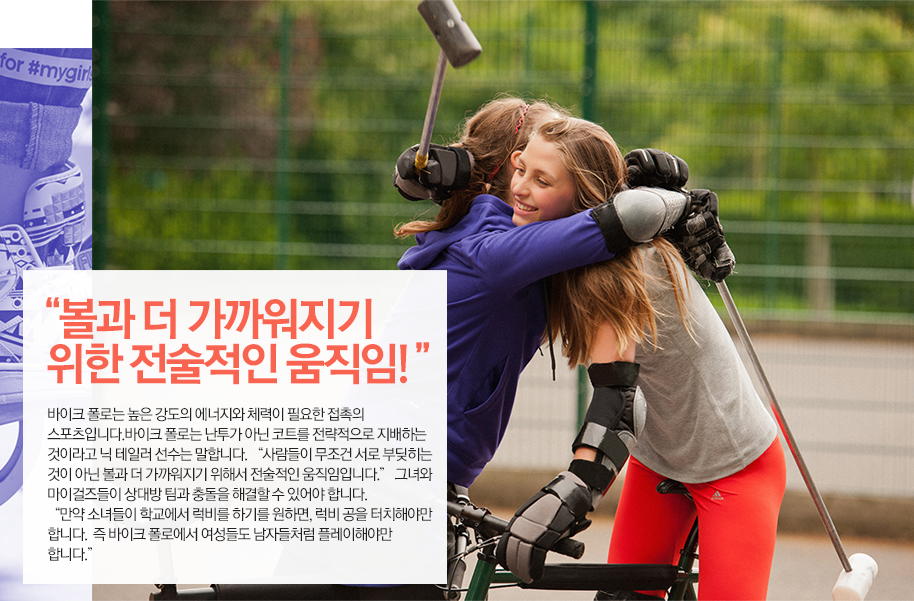 for #mygirls
“볼과 더 가까워지기
위한 전술적인 움직임! ”
바이크 폴로는 높은 강도의 에너지와 체력이 필요한 접촉의
스포츠입니다.바이크 폴로는 난투가 아닌 코트를 전략적으로 지배하는
것이라고 닉 테일러 선수는 말합니다. “사람들이 무조건 서로 부딪히는
것이 아닌 볼과 더 가까워지기 위해서 전술적인 움직임입니다.” 그녀와
마이걸즈들이 상대방 팀과 충돌을 해결할 수 있어야 합니다.
“만약 소녀들이 학교에서 럭비를 하기를 원하면, 럭비 공을 터치해야만
합니다. 즉 바이크 폴로에서 여성들도 남자들처럼 플레이해야만
합니다.”
adidas